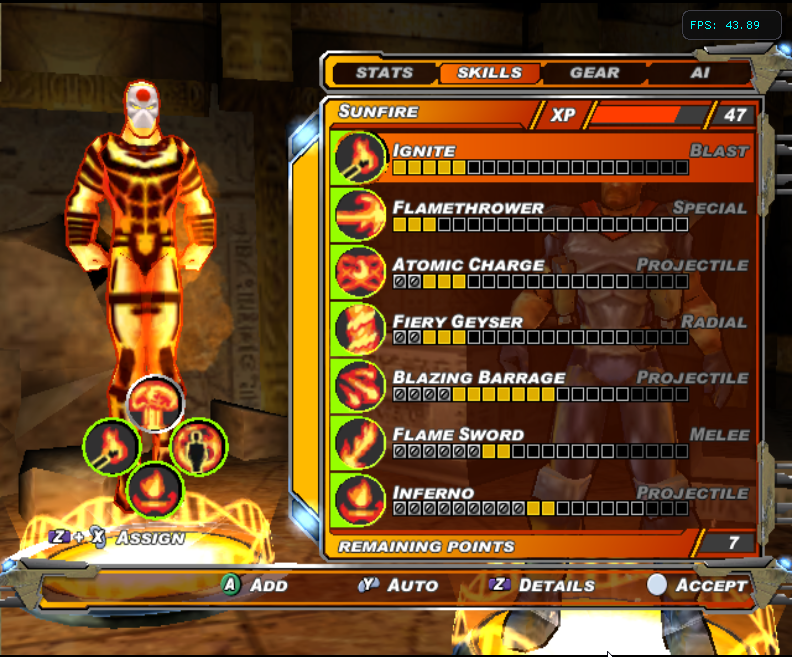 FPS: 43.89
STATS SKILLS GEAR AI
SUNFIRE XP 47
IGNITE BLAST
FLAMETHROWER SPECIAL
ATOMIC CHARGE PROJECTILE
FIERY GEYSER RADIAL
BLAZING BARRAGE PROJECTILE
FLAME SWORD MELEE
INFERNO PROJECTILE
Z + X ASSIGN
REMAINING POINTS 7
A ADD Y AUTO Z DETAILS ACCEPT